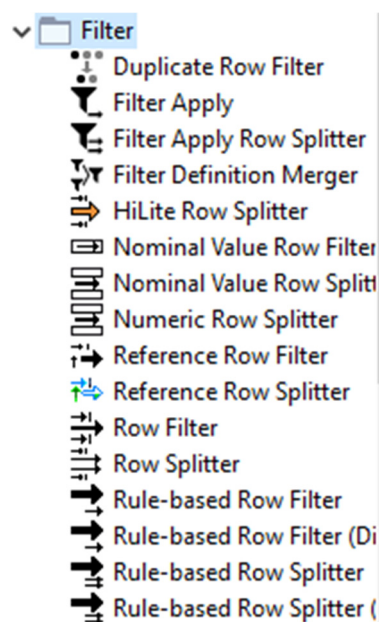 Filter
Duplicate Row Filter
Filter Apply
Filter Apply Row Splitter
Filter Definition Merger
HiLite Row Splitter
Nominal Value Row Filter
Nominal Value Row Splitt
Numeric Row Splitter
Reference Row Filter
Reference Row Splitter
Row Filter
Row Splitter
Rule-based Row Filter
Rule-based Row Filter (Di
Rule-based Row Splitter
Rule-based Row Splitter (